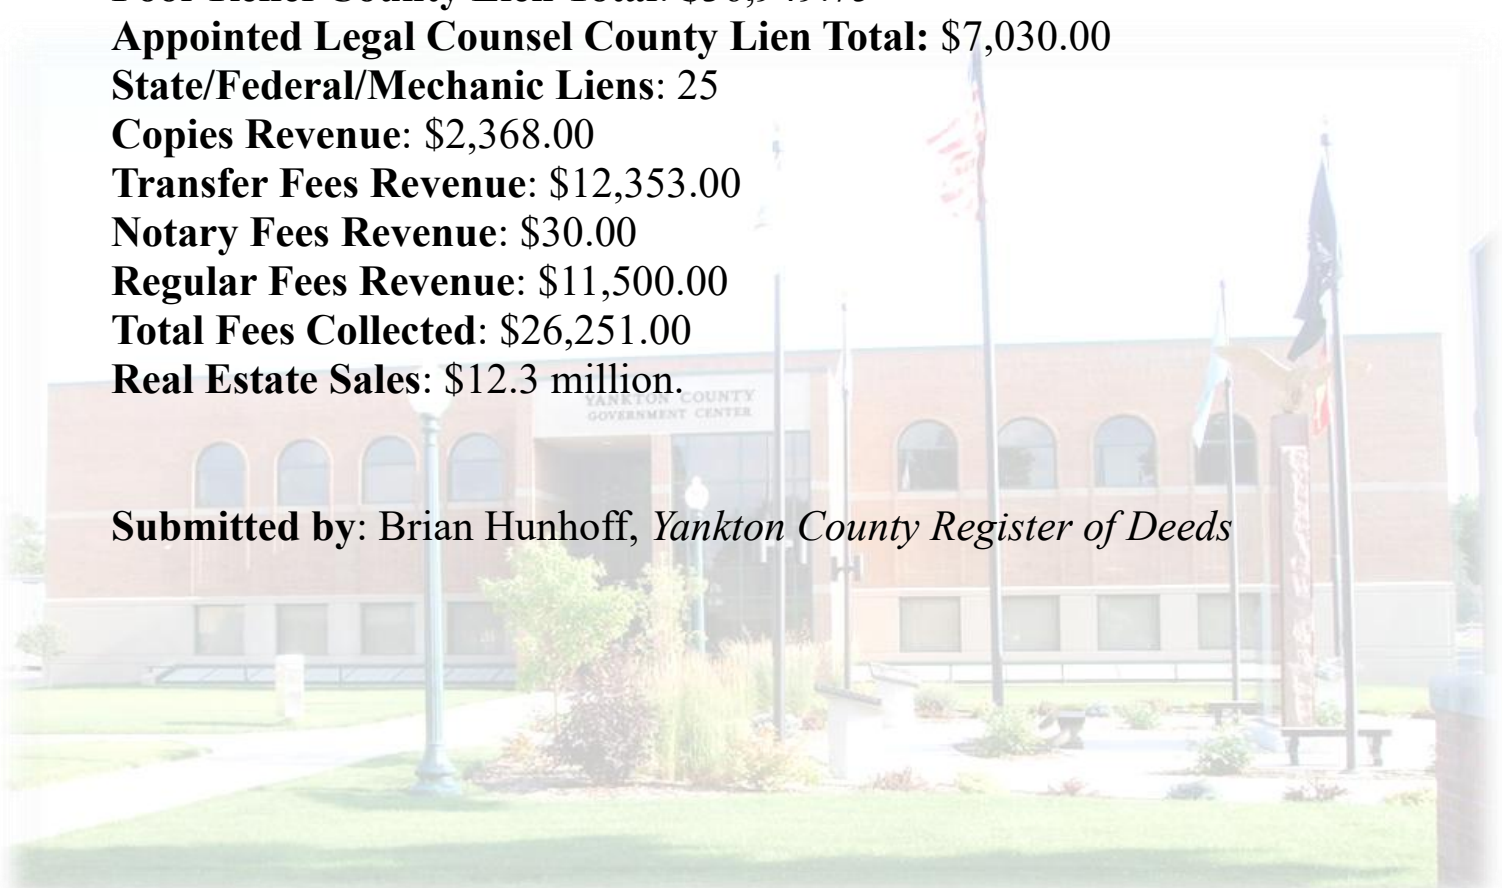 County Lien Total:
Appointed Legal Counsel County Lien Total: $7,030.00
State/Federal/Mechanic Liens: 25
Copies Revenue: $2,368.00
Transfer Fees Revenue: $12,353.00
Notary Fees Revenue: $30.00
Regular Fees Revenue: $11,500.00
Total Fees Collected: $26,251.00
Real Estate Sales: $12.3 million.
YANKTON COUNTY
GOVERNMENT CENTER
Submitted by: Brian Hunhoff, Yankton County Register of Deeds